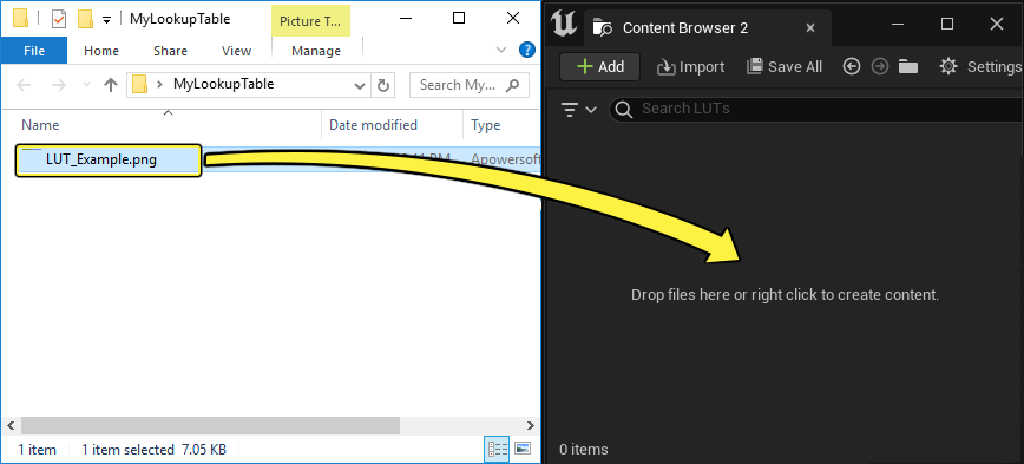 MyLookupTable
Picture T...
File
Home
Share
View
Manage
MyLookupTable
Search My...
Name
Date modified
Type
LUT_Example.png
PM
Apowersoft
1 item
1 item selected 7.05 KB
Content Browser 2
Add
Import
Save All
Settings
Search LUTs
Drop files here or right click to create content.
0 items